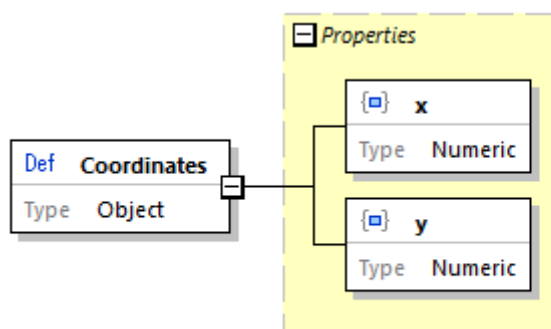 Properties
{} x
Type Numeric
Def Coordinates
Type Object
{} y
Type Numeric